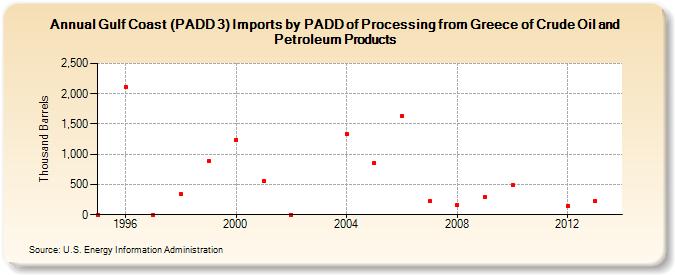 Annual Gulf Coast (PADD 3) Imports by PADD of Processing from Greece of Crude Oil and
Petroleum Products
Thousand Barrels
2,500
2,000
1,500
1,000
500
0
1996 2000 2004 2008 2012
Source: U.S. Energy Information Administration